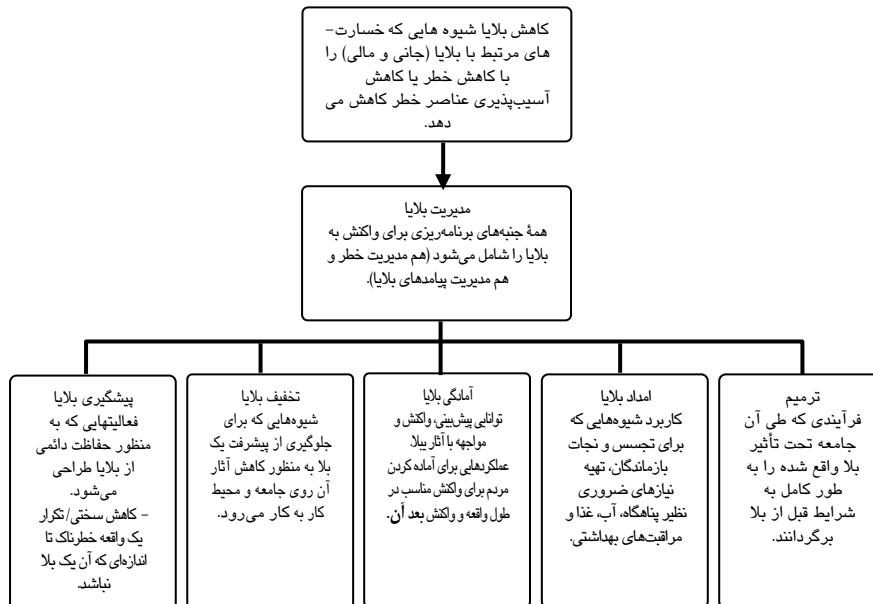 کاهش بلایا شیوه هایی که خسارت-
های مرتبط با بلایا (جانی و مالی) را
با کاهش خطر یا کاهش
آسیب‌پذیری عناصر خطر کاهش می
دهد.
مدیریت بلایا
همۀ جنبه‌های برنامه‌ریزی برای واکنش به
بلایا را شامل می‌شود (هم مدیریت خطر و
هم مدیریت پیامدهای بلایا).
ترمیم
فرآیندی که طی آن
جامعه تحت تأثیر
بلا واقع شده را به
طور کامل به
شرایط قبل از بلا
برگردانند.
امداد بلایا
کاربرد شیوه‌هایی که
برای تجسس و نجات
بازماندگان، تهیه
نیازهای ضروری
نظیر پناهگاه، آب، غذا و
مراقبت‌های بهداشتی.
آمادگی بلایا
توانایی پیش‌بینی، واکنش و
مواجهه با آثار بیلا
عملکردهایی برای آماده کردن
مردم برای واکنش مناسب در
طول واقعه و واکنش بعد آن.
تخفیف بلایا
شیوه‌هایی که برای
جلوگیری از پیشرفت یک
بلا به منظور کاهش آثار
آن روی جامعه و محیط
کار به کار می‌رود.
پیشگیری بلایا
فعالیتهایی که به
منظور حفاظت دائمی
از بلایا طراحی
می‌شود.
- کاهش سختی/تکرار
یک واقعه خطرناک تا
اندازه‌ای که آن یک بلا
نباشد.